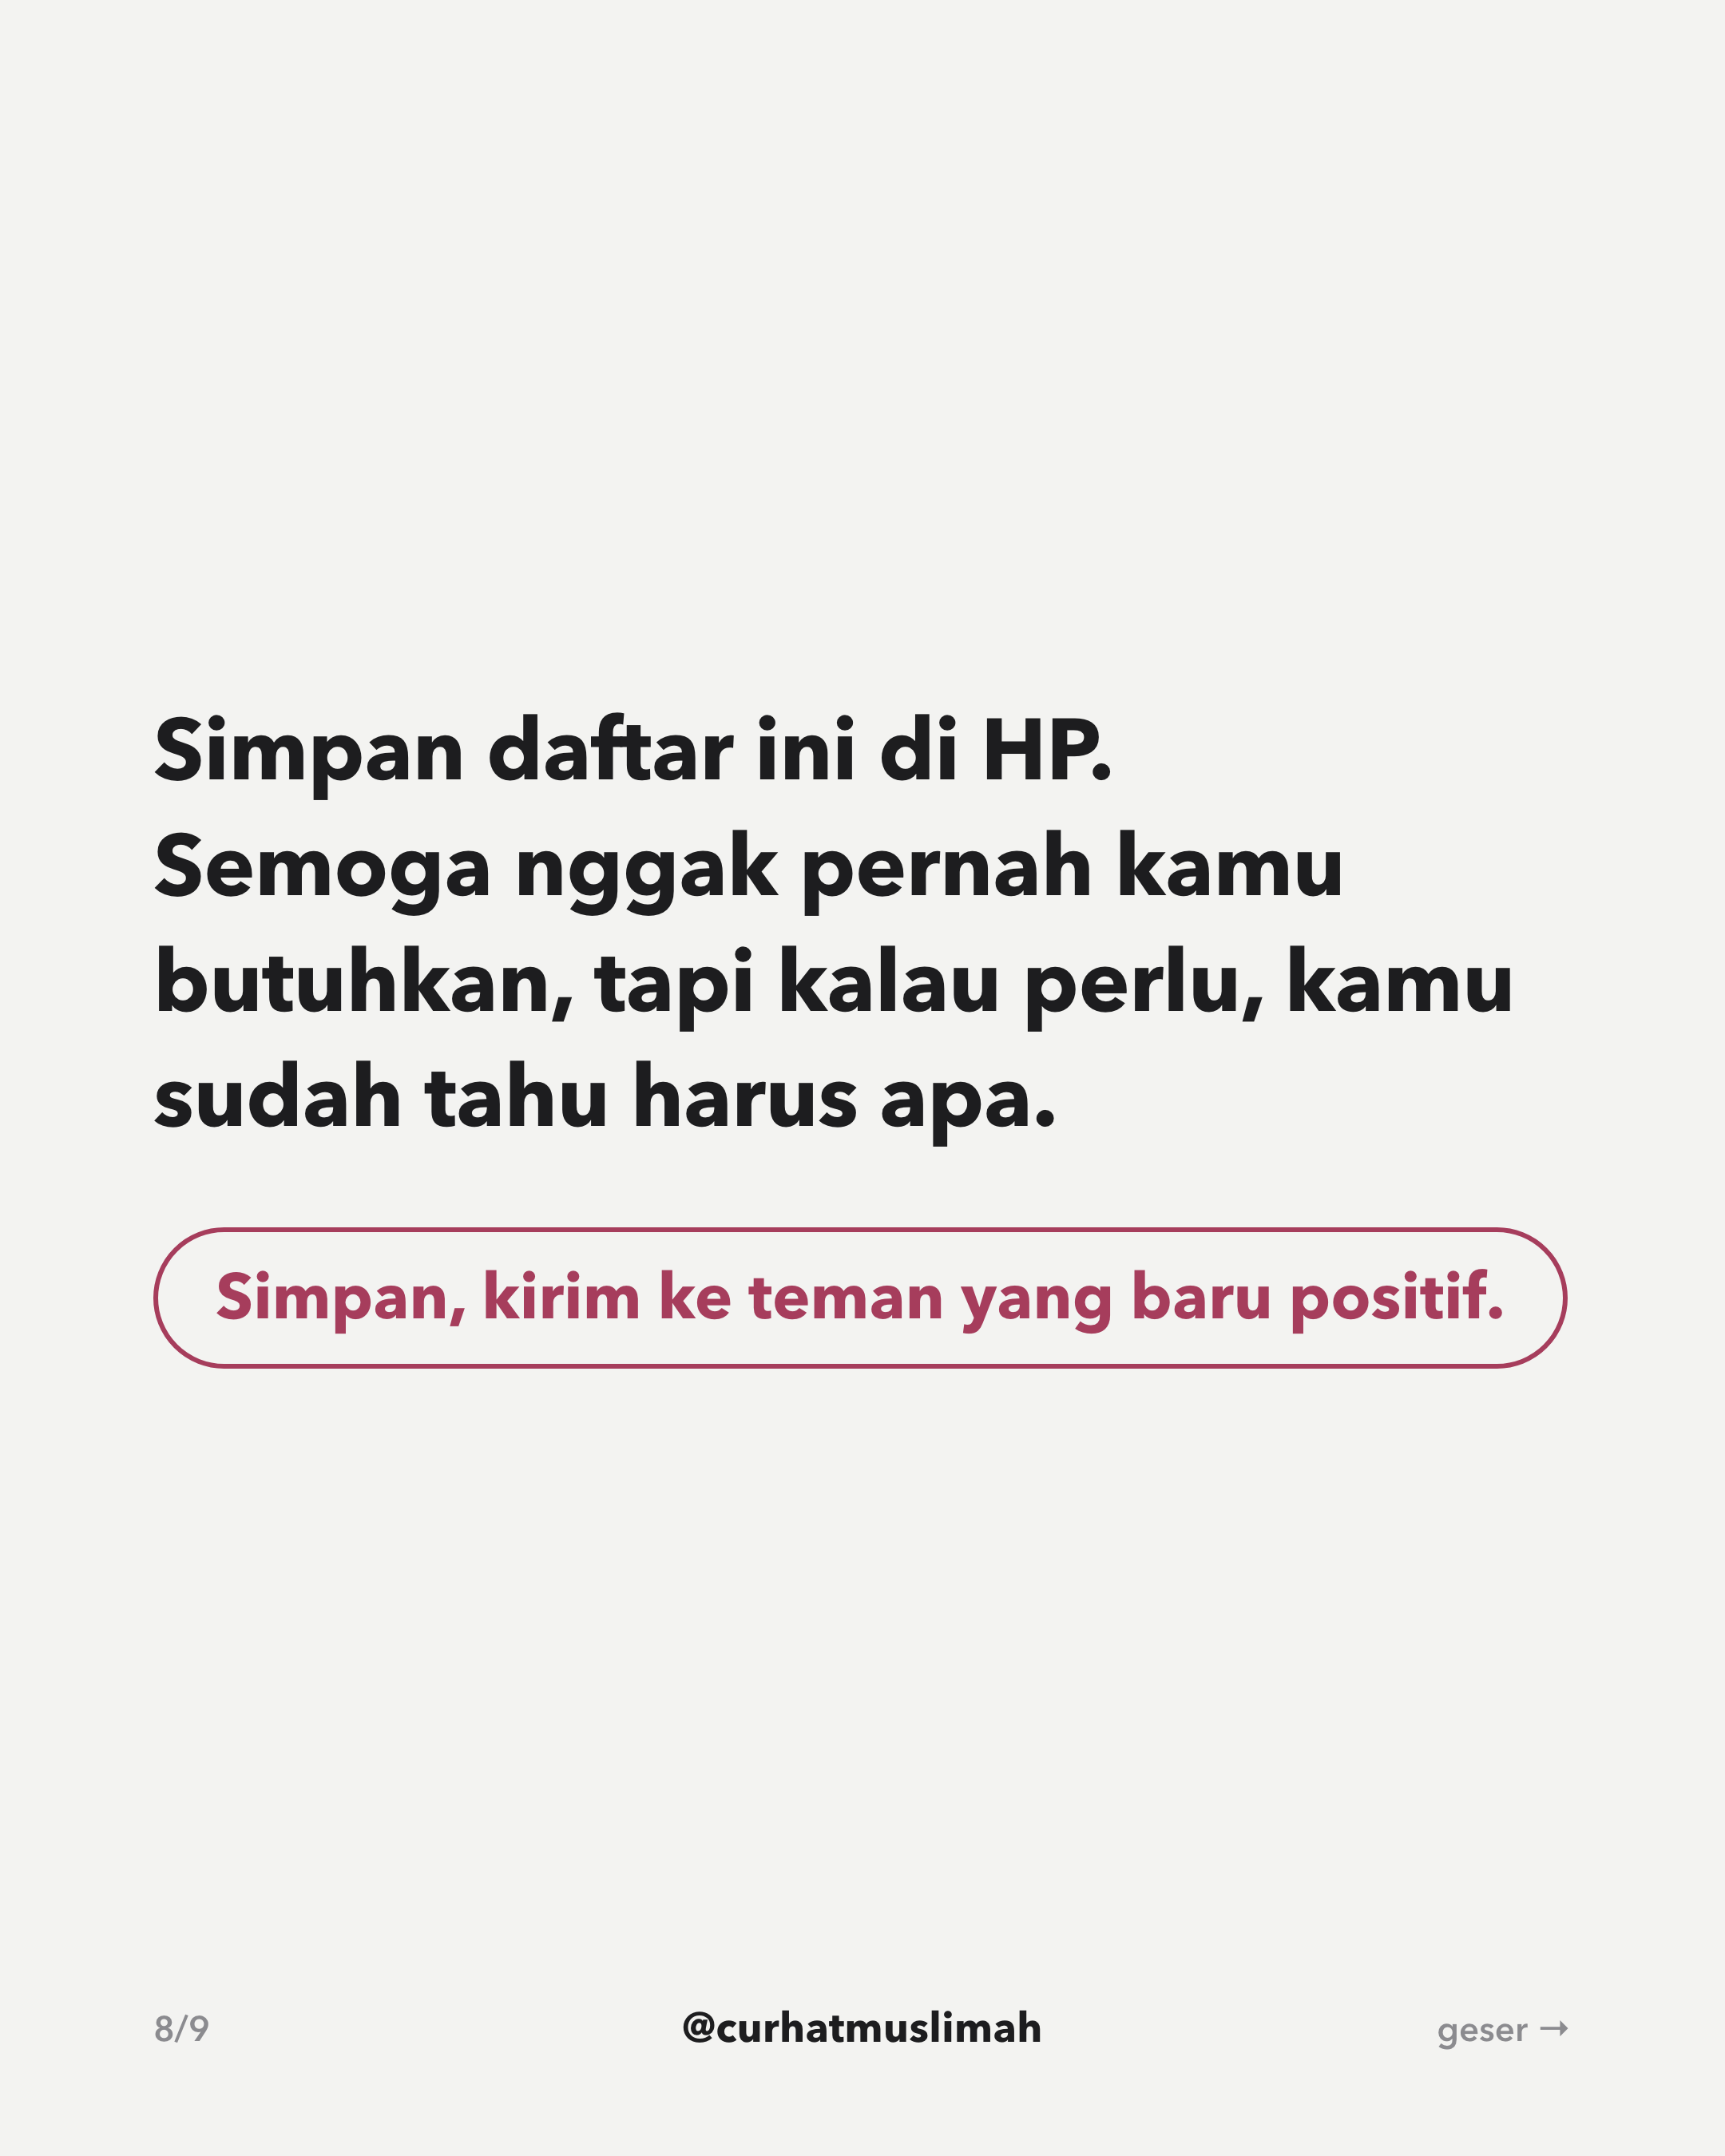 Simpan daftar ini di HP.
Semoga nggak pernah kamu
butuhkan, tapi kalau perlu, kamu
sudah tahu harus apa.
Simpan, kirim ke teman yang baru positif.
8/9
@curhatmuslimah
geser →